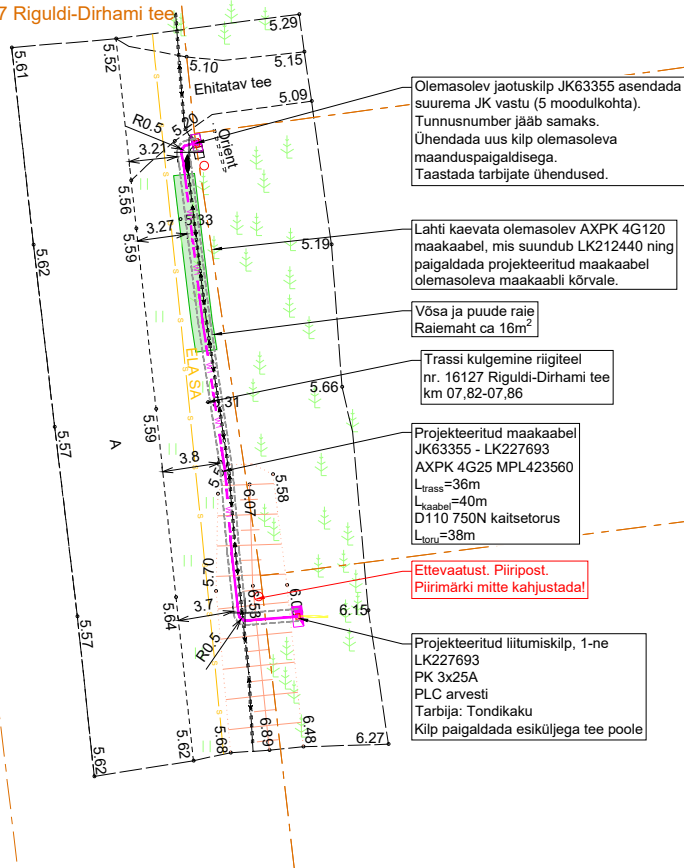 7 Riguldi-Dirhami tee
5.29
5.61
5.52
5.10
5.15
Ehitatav tee
5.09
R0.5
5.20
Orient
3.21
5.56
3.27
5.33
5.59
5.19
5.62
ELA SA
5.31
5.66
5.57
A
5.59
3.8
5.58
6.07
5.70
3.7
5.64
6.58
6.15
5.57
R0.5
5.62
5.62
5.68
6.89
6.48
6.27
Olemasolev jaotuskilp JK63355 asendada
suurema JK vastu (5 moodulkohta).
Tunnusnumber jääb samaks.
Ühendada uus kilp olemasoleva
maanduspaigaldisega.
Taastada tarbijate ühendused.
Lahti kaevata olemasolev AXPK 4G120
maakaabel, mis suundub LK212440 ning
paigaldada projekteeritud maakaabel
olemasoleva maakaabli kõrvale.
Võsa ja puude raie
Raiemaht ca 16m²
Trassi kulgemine riigiteel
nr. 16127 Riguldi-Dirhami tee
km 07,82-07,86
Projekteeritud maakaabel
JK63355 - LK227693
AXPK 4G25 MPL423560
Ltrass=36m
Lkaabel=40m
D110 750N kaitsetorus
Ltoru=38m
Ettevaatust. Piiripost.
Piirimärki mitte kahjustada!
Projekteeritud liitumiskilp, 1-ne
LK227693
PK 3x25A
PLC arvesti
Tarbija: Tondikaku
Kilp paigaldada esiküljega tee poole